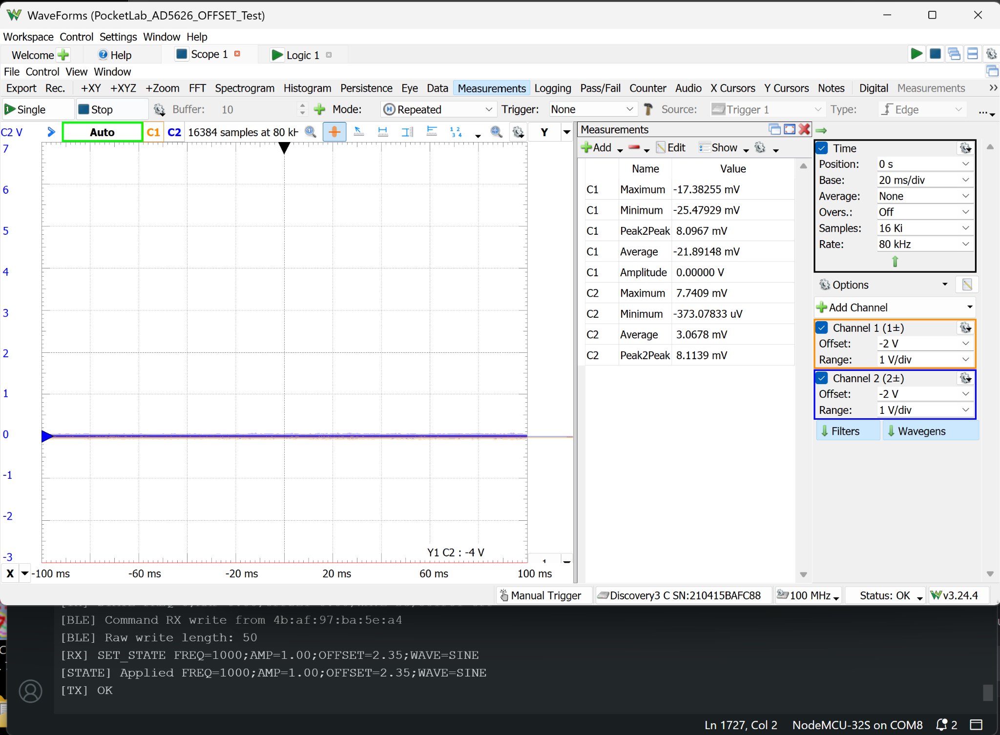 WaveForms (PocketLab_AD5626_OFFSET_Test)
Workspace Control Settings Window Help
Welcome Help Scope 1 Logic 1
File Control View Window
Export Rec. +XY +XYZ +Zoom FFT Spectrogram Histogram Persistence Eye Data Measurements Logging Pass/Fail Counter Audio X Cursors Y Cursors Notes Digital Measurements
Single Stop Buffer: 10 Mode: Repeated Trigger: None Source: Trigger 1 Type: Edge ...
C2 V Auto C1 C2 16384 samples at 80 kH Y
7
6
5
4
3
2
1
0
-1
-2
-3
Y1 C2 : -4 V
1
X -100 ms -60 ms -20 ms 20 ms 60 ms 100 ms
Measurements
Add Edit Show
Name Value
C1 Maximum -17.38255 mV
C1 Minimum -25.47929 mV
C1 Peak2Peak 8.0967 mV
C1 Average -21.89148 mV
C1 Amplitude 0.00000 V
C2 Maximum 7.7409 mV
C2 Minimum -373.07833 uV
C2 Average 3.0678 mV
C2 Peak2Peak 8.1139 mV
Time
Position: 0 s
Base: 20 ms/div
Average: None
Overs.: Off
Samples: 16 Ki
Rate: 80 kHz
Options
Add Channel
Channel 1 (1±)
Offset: -2 V
Range: 1 V/div
Channel 2 (2±)
Offset: -2 V
Range: 1 V/div
Filters Wavegens
Manual Trigger Discovery3 C SN:210415BAFC88 100 MHz Status: OK v3.24.4
[BLE] Command RX write from 4b:af:97:ba:5e:a4
[BLE] Raw write length: 50
[RX] SET_STATE FREQ=1000;AMP=1.00;OFFSET=2.35;WAVE=SINE
[STATE] Applied FREQ=1000;AMP=1.00;OFFSET=2.35;WAVE=SINE
[TX] OK
Ln 1727, Col 2 NodeMCU-32S on COM8 2